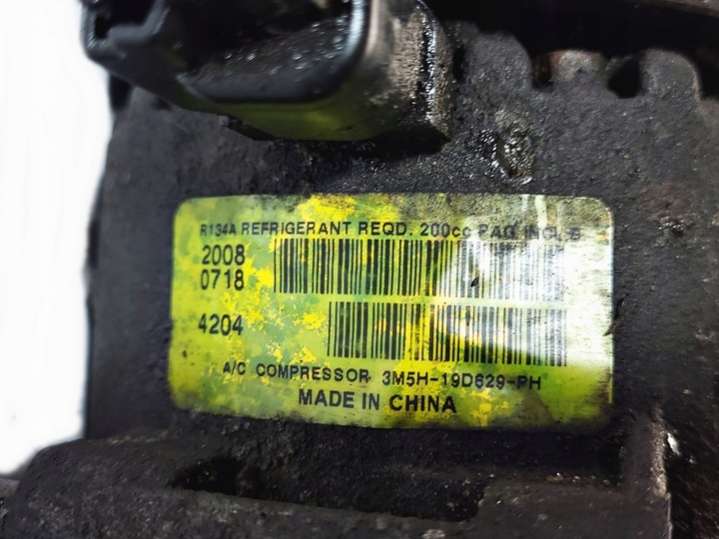 R134A REFRIGERANT REQD. 200cc PAG INCL'S
2008
0718
4204
A/C COMPRESSOR 3M5H-19D629-PH
MADE IN CHINA